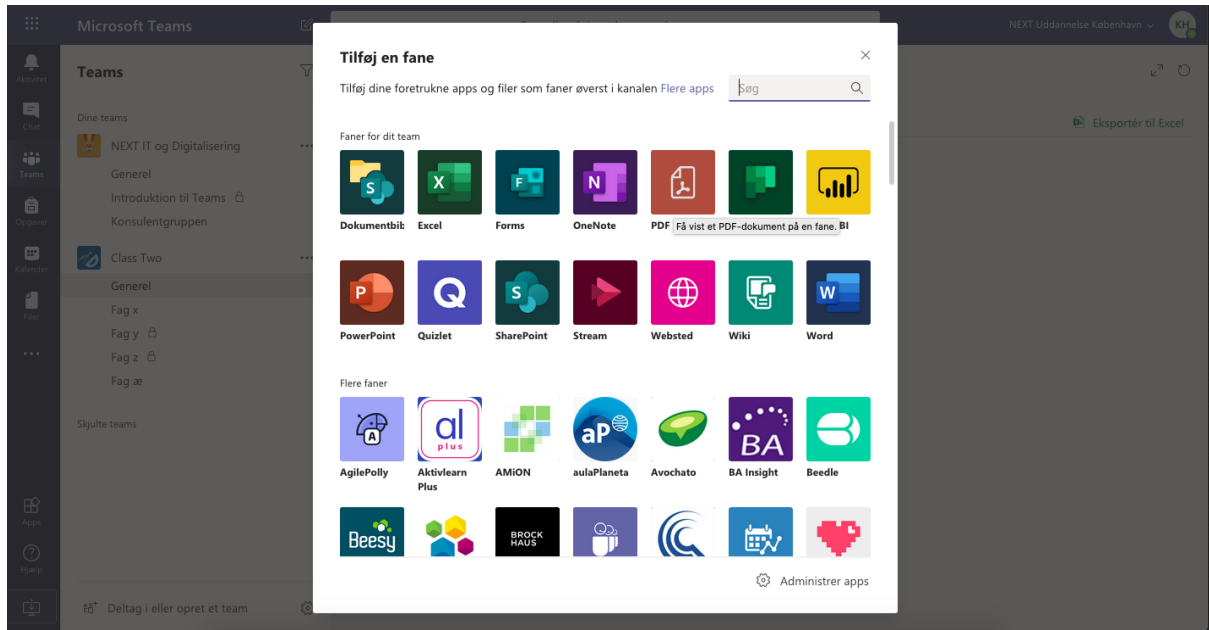 Microsoft Teams
NEXT Uddannelse København
KH
Aktivitet
Chat
Teams
Opgaver
Kalender
Filer
Apps
Hjælp
Teams
Dine teams
NEXT IT og Digitalisering
Generel
Introduktion til Teams
Konsulentgruppen
Class Two
Generel
Fag x
Fag y
Fag z
Fag æ
Skjulte teams
Deltag i eller opret et team
Eksportér til Excel
Tilføj en fane
Tilføj dine foretrukne apps og filer som faner øverst i kanalen Flere apps
Søg
Faner for dit team
Dokumentbib Excel Forms OneNote PDF BI
Få vist et PDF-dokument på en fane.
PowerPoint Quizlet SharePoint Stream Websted Wiki Word
Flere faner
al plus
aP
BA
AgilePolly Aktivlearn Plus AMiON aulaPlaneta Avochato BA Insight Beedle
Beesy
BROCK
HAUS
Administrer apps